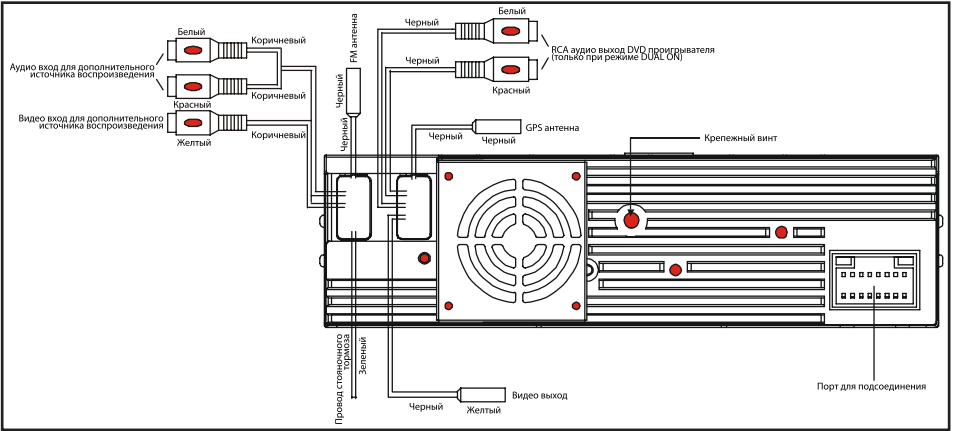 Белый
Коричневый
Аудио вход для дополнительного
источника воспроизведения
Коричневый
Красный
Видео вход для дополнительного
источника воспроизведения
Коричневый
Желтый
FM антенна
Черный
Черный
Белый
Черный
RCA аудио выход DVD проигрывателя
(только при режиме DUAL ON)
Черный
Красный
GPS антенна
Черный
Черный
Крепежный винт
Провод стояночного
тормоза
Зеленый
Видео выход
Черный
Желтый
Порт для подсоединения